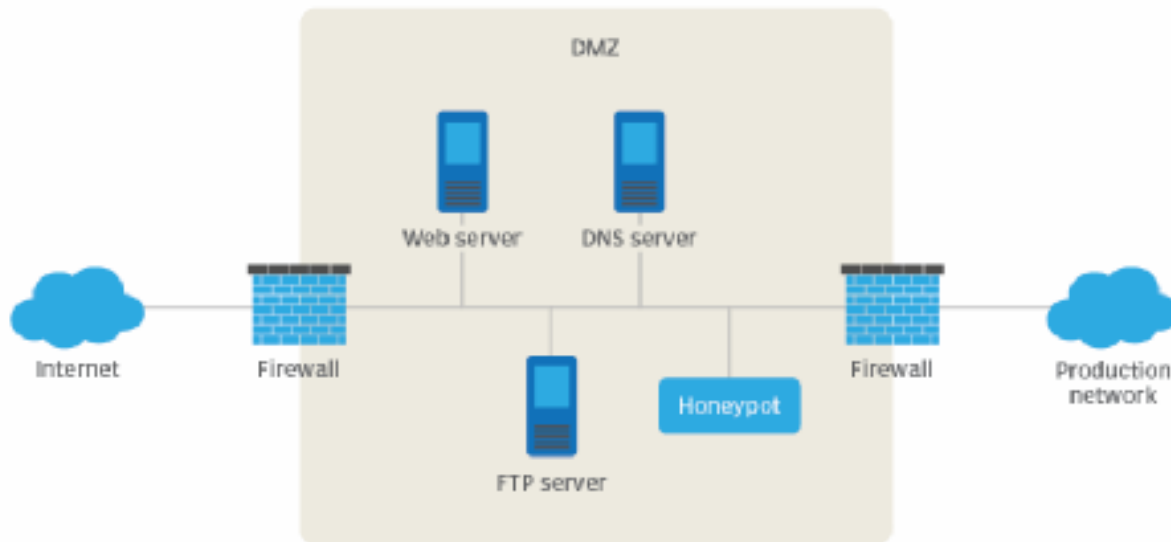 DMZ
Web server
DNS server
Internet
Firewall
Firewall
Production
network
Honeypot
FTP server